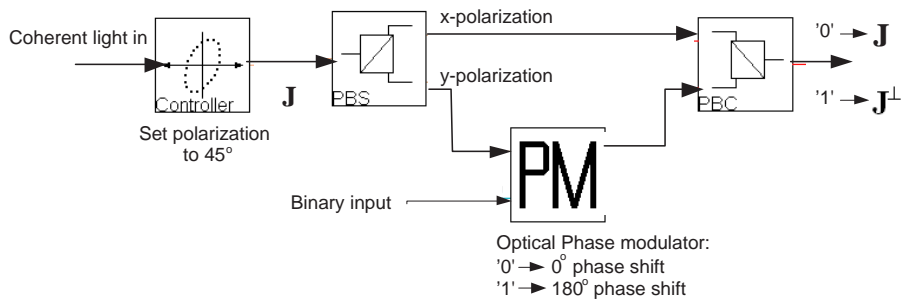 x-polarization
'0' → J
Coherent light in
y-polarization
J
Controller
PBS
PBC
'1' → J⊥
Set polarization
to 45°
PM
Binary input
Optical Phase modulator:
'0' → 0° phase shift
'1' → 180° phase shift